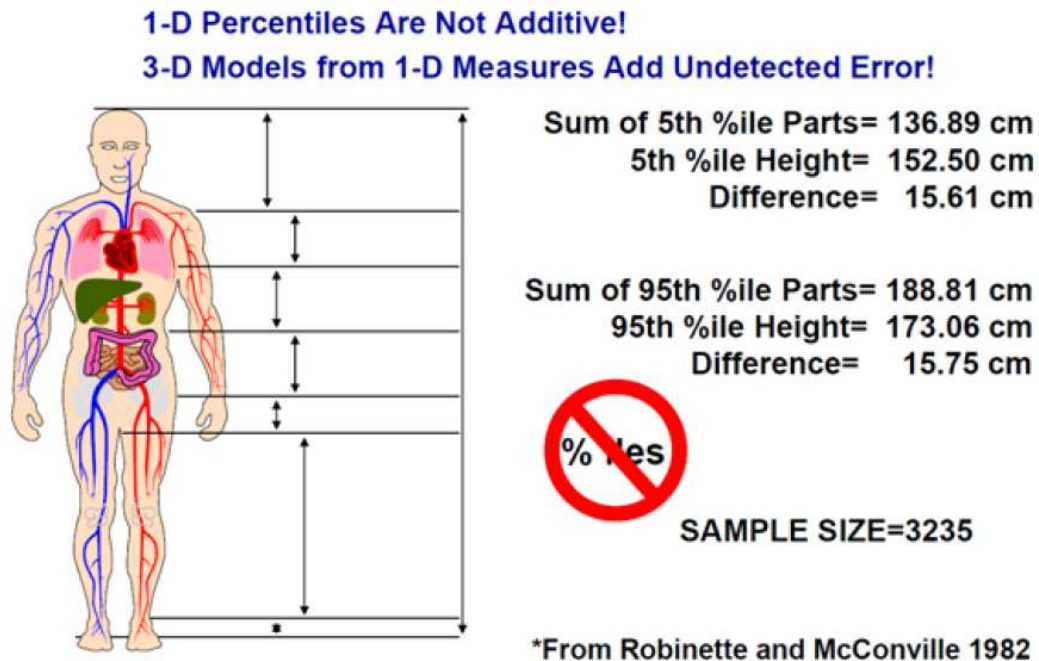 1-D Percentiles Are Not Additive!
3-D Models from 1-D Measures Add Undetected Error!
Sum of 5th %ile Parts= 136.89 cm
5th %ile Height= 152.50 cm
Difference= 15.61 cm
Sum of 95th %ile Parts= 188.81 cm
95th %ile Height= 173.06 cm
Difference= 15.75 cm
% iles
SAMPLE SIZE=3235
*
*From Robinette and McConville 1982